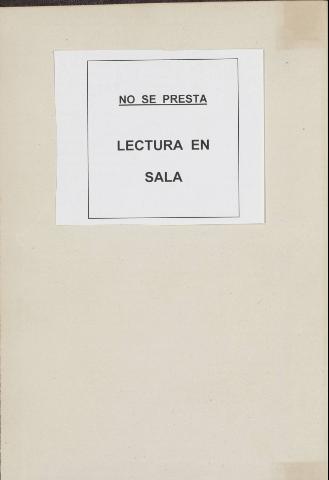 NO SE PRESTA
LECTURA EN
SALA